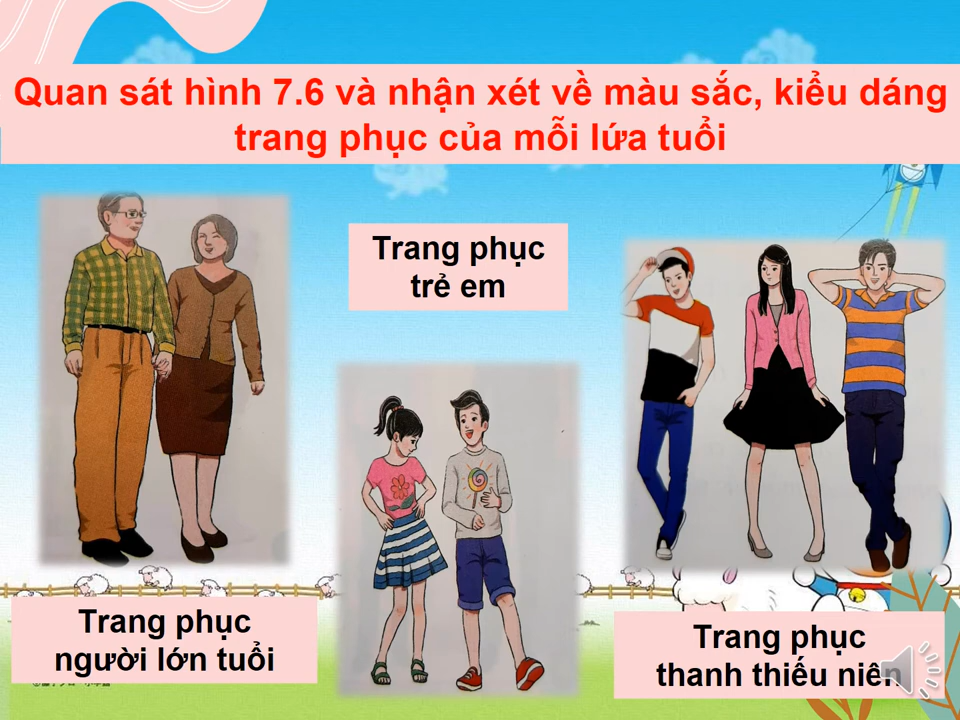 Quan sát hình 7.6 và nhận xét về màu sắc, kiểu dáng
trang phục của mỗi lứa tuổi
Trang phục
trẻ em
Trang phục
người lớn tuổi
Trang phục
thanh thiếu niên